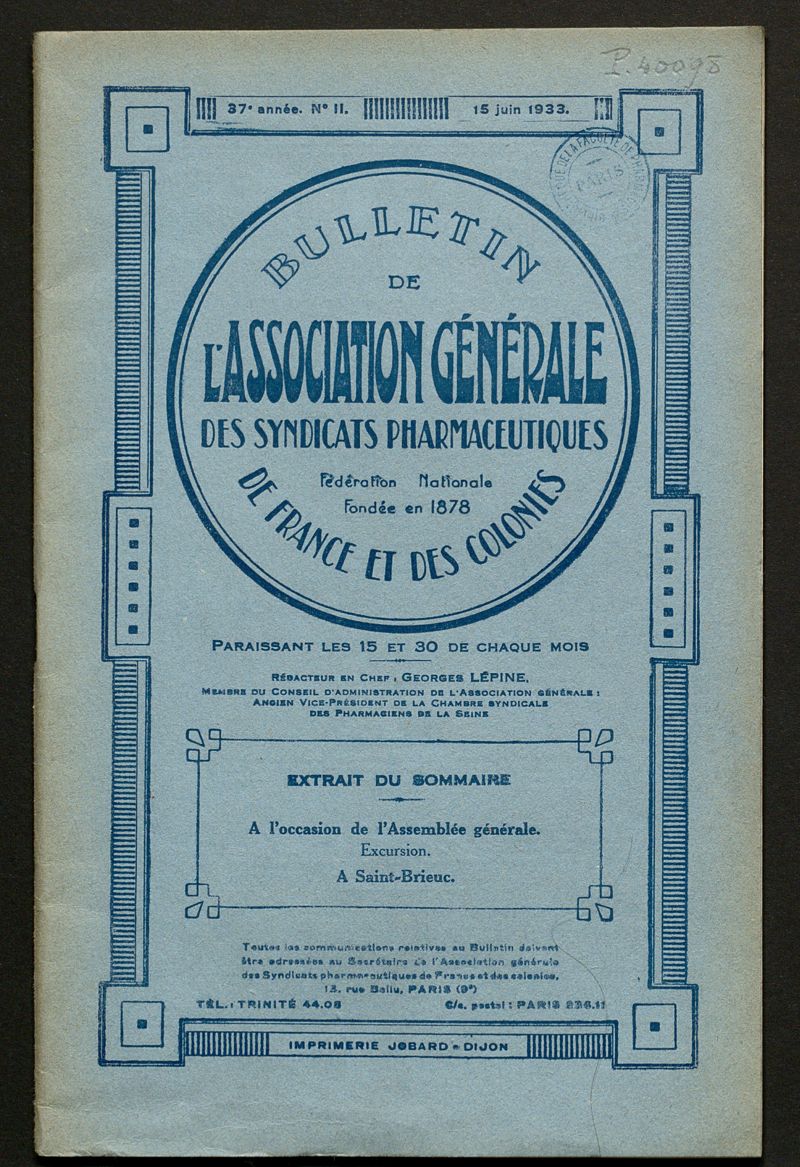 P. 40098
37e année. No 11. 15 juin 1933.
PARIS
BULLETIN
DE
L'ASSOCIATION GÉNÉRALE
DES SYNDICATS PHARMACEUTIQUES
Fédération Nationale
Fondée en 1878
DE FRANCE ET DES COLONIES
PARAISSANT LES 15 ET 30 DE CHAQUE MOIS
RÉDACTEUR EN CHEF : GEORGES LÉPINE,
MEMBRE DU CONSEIL D'ADMINISTRATION DE L'ASSOCIATION GÉNÉRALE :
ANCIEN VICE-PRÉSIDENT DE LA CHAMBRE SYNDICALE
DES PHARMACIENS DE LA SEINE
EXTRAIT DU SOMMAIRE
A l'occasion de l'Assemblée générale.
Excursion.
A Saint-Brieuc.
Toutes les communications relatives au Bulletin doivent
être adressées au Secrétaire de l'Association générale
des Syndicats pharmaceutiques de France et des colonies,
rue Ballu, PARIS (9e)
TÉL. : TRINITÉ 44.08 C/c. postal : PARIS
IMPRIMERIE JOBARD - DIJON